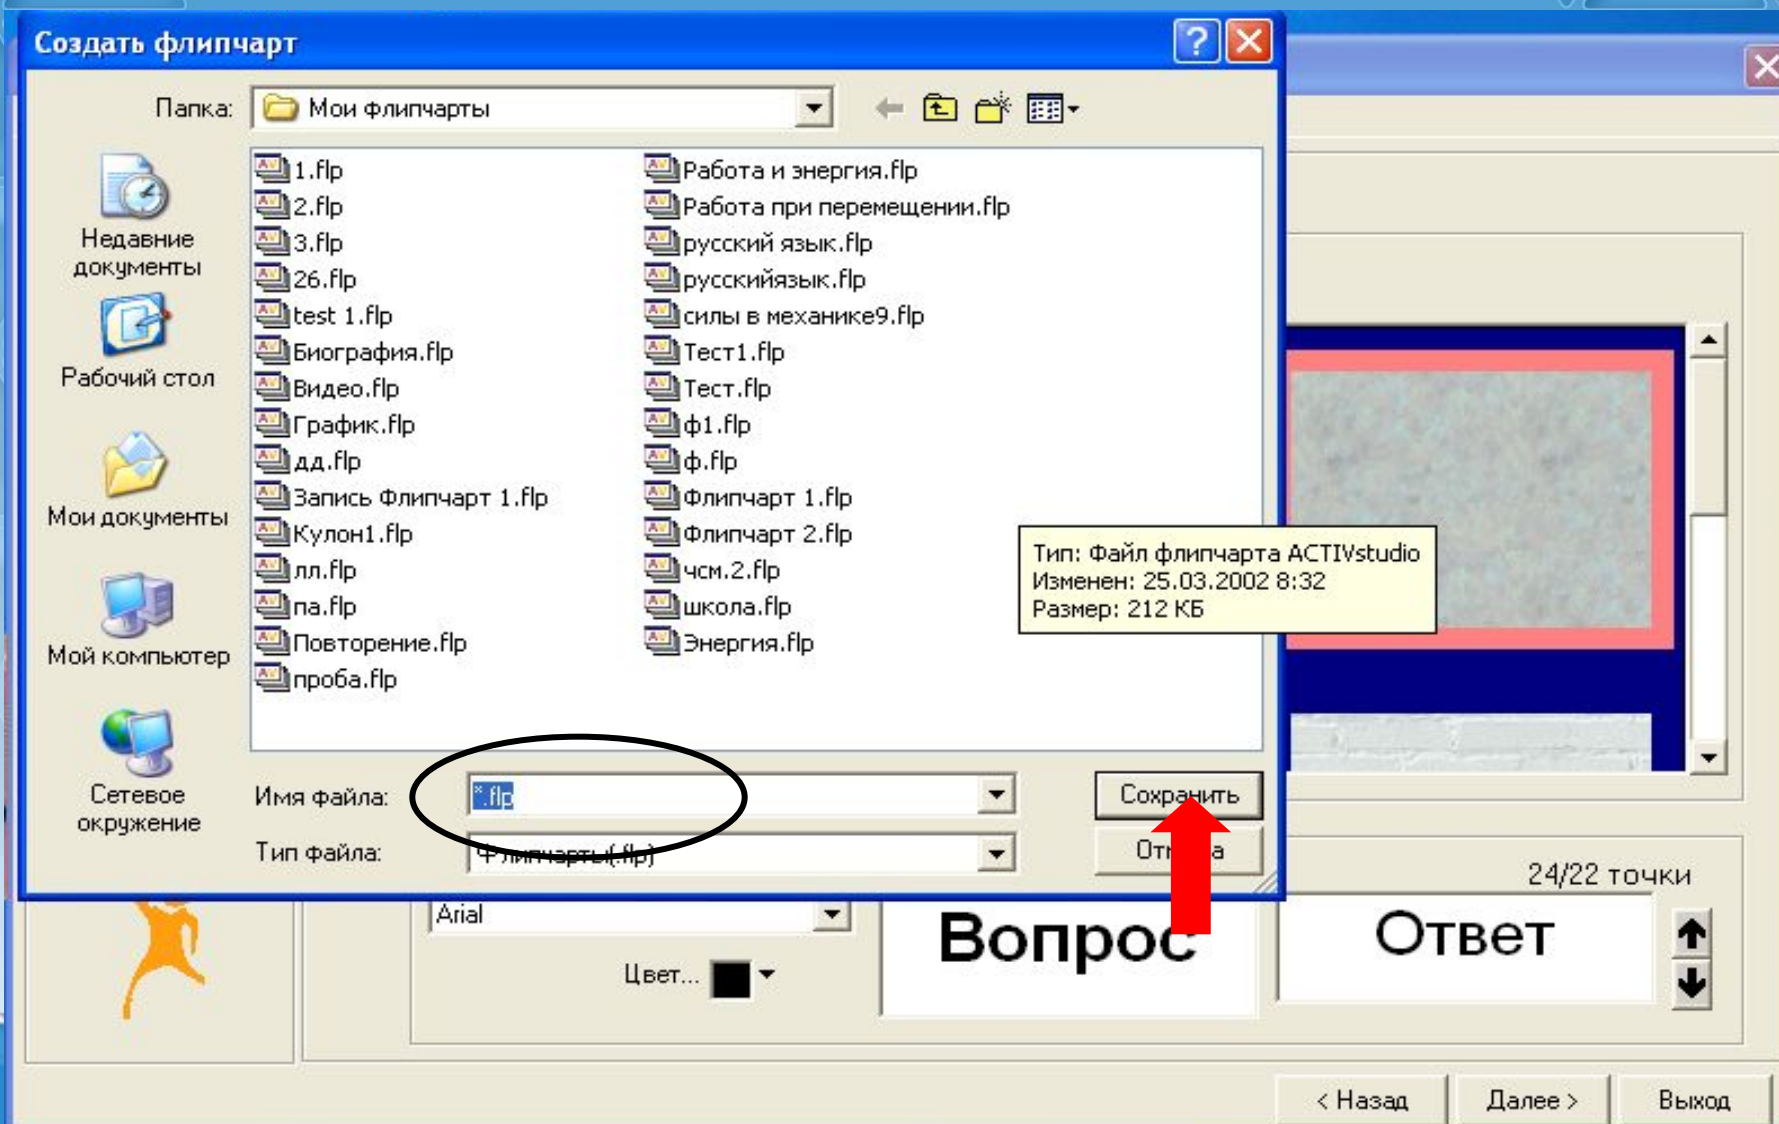 Создать флипчарт
Папка: Мои флипчарты
Недавние
документы
Рабочий стол
Мои документы
Мой компьютер
Сетевое
окружение
1.flp
2.flp
3.flp
26.flp
test 1.flp
Биография.flp
Видео.flp
График.flp
дд.flp
Запись Флипчарт 1.flp
Кулон1.flp
лл.flp
па.flp
Повторение.flp
проба.flp
Работа и энергия.flp
Работа при перемещении.flp
русский язык.flp
русскийязык.flp
силы в механике9.flp
Тест1.flp
Тест.flp
ф1.flp
ф.flp
Флипчарт 1.flp
Флипчарт 2.flp
чсм.2.flp
школа.flp
Энергия.flp
Тип: Файл флипчарта ACTIVstudio
Изменен: 25.03.2002 8:32
Размер: 212 КБ
Имя файла: *.flp
Сохранить
Тип файла: Флипчарты(.flp)
Отмена
24/22 точки
Arial
Вопрос
Ответ
Цвет...
< Назад
Далее >
Выход